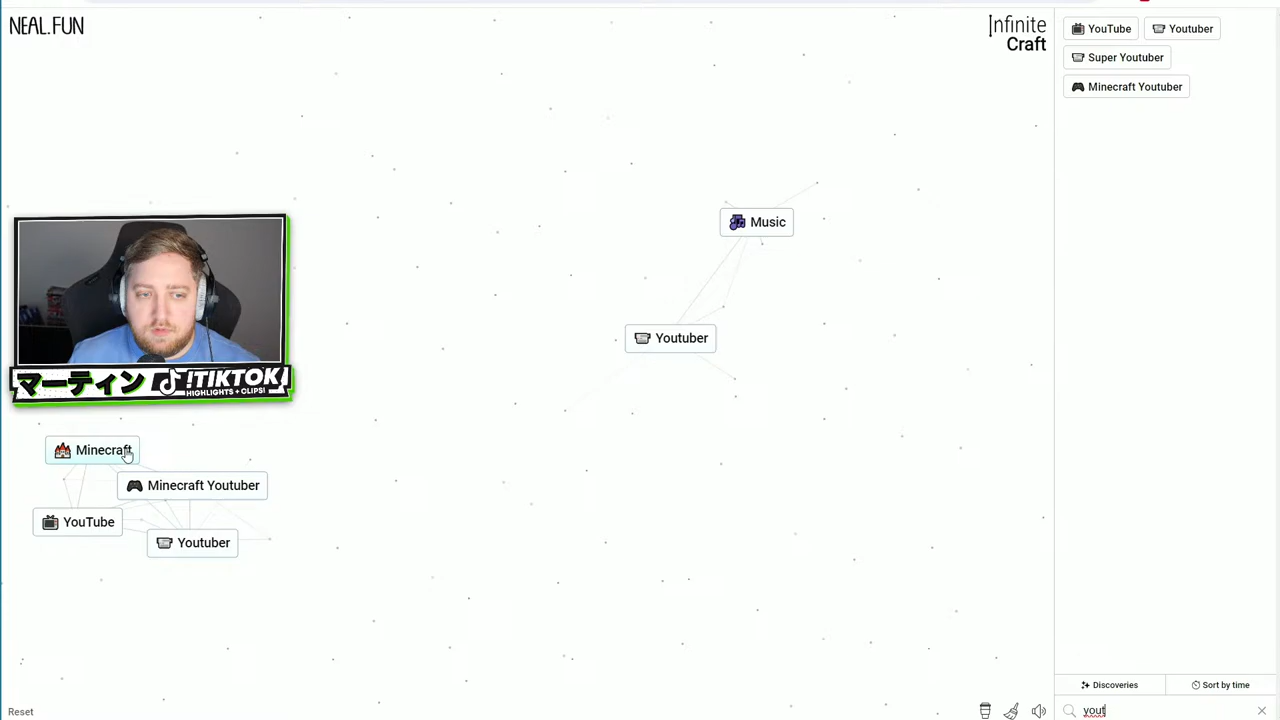 NEAL.FUN
Infinite
Craft
YouTube
Youtuber
Super Youtuber
Minecraft Youtuber
Music
Youtuber
マーティン !TIKTOK
HIGHLIGHTS + CLIPS!
Minecraft
Minecraft Youtuber
YouTube
Youtuber
Discoveries
Sort by time
Reset
yout